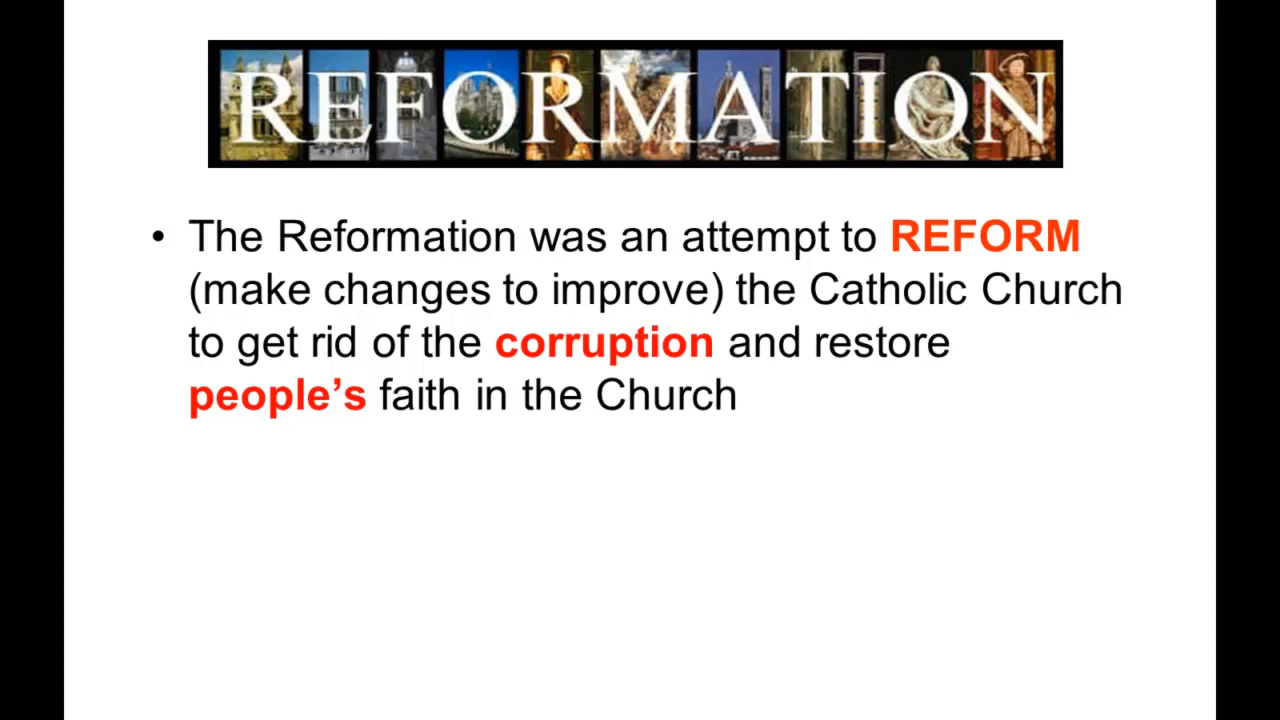 REFORMATION
• The Reformation was an attempt to REFORM
(make changes to improve) the Catholic Church
to get rid of the corruption and restore
people’s faith in the Church